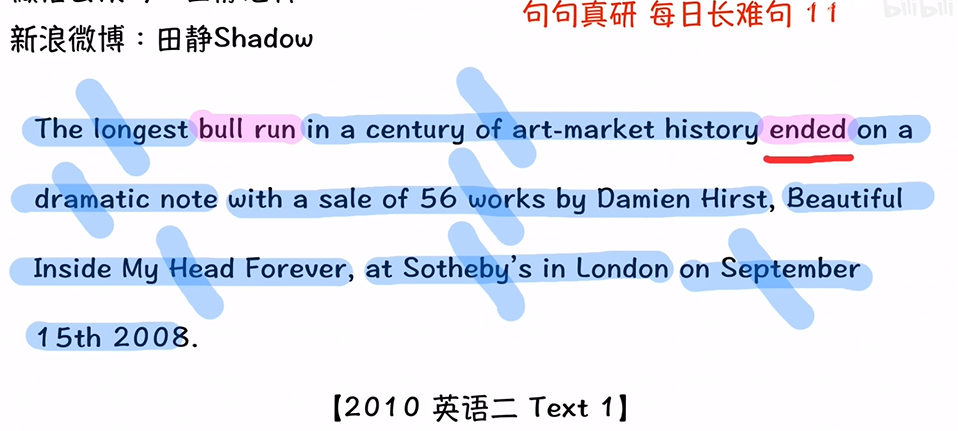 句句真研 每日长难句 11
bilibili
新浪微博：田静Shadow
The longest bull run in a century of art-market history ended on a
dramatic note with a sale of 56 works by Damien Hirst, Beautiful
Inside My Head Forever, at Sotheby's in London on September
15th 2008.
【2010 英语二 Text 1】